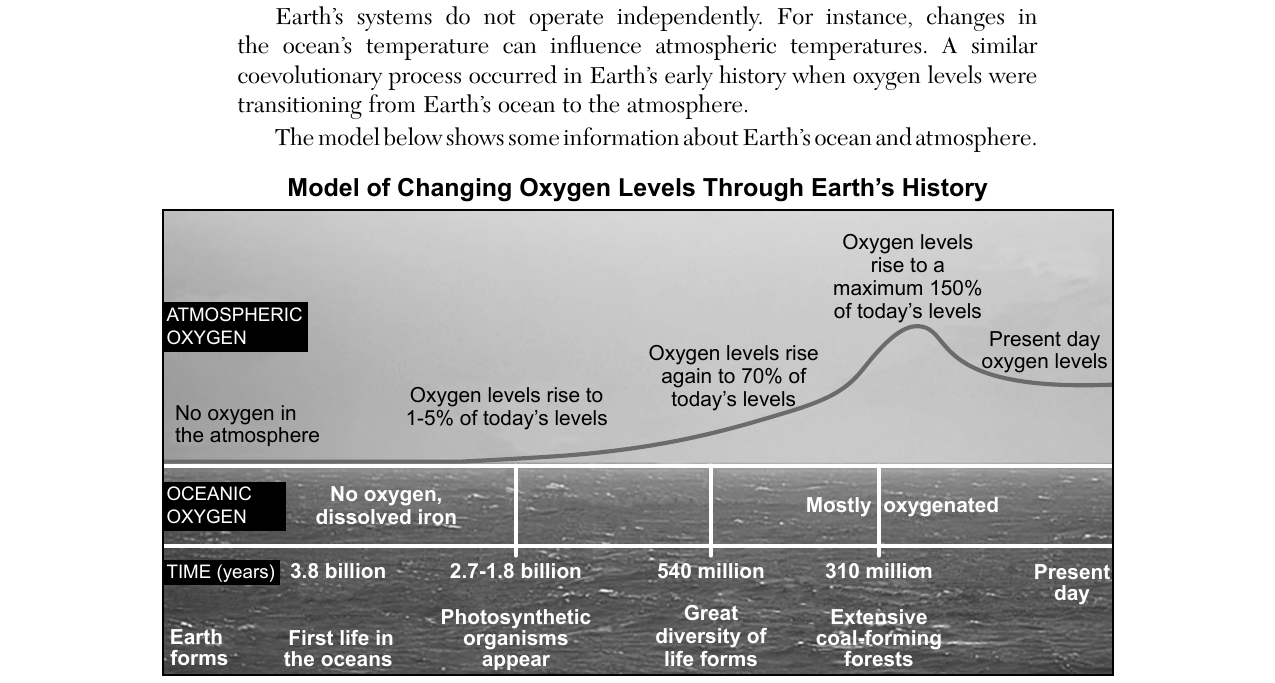 Earth’s systems do not operate independently. For instance, changes in
the ocean’s temperature can influence atmospheric temperatures. A similar
coevolutionary process occurred in Earth’s early history when oxygen levels were
transitioning from Earth’s ocean to the atmosphere.
The model below shows some information about Earth’s ocean and atmosphere.
Model of Changing Oxygen Levels Through Earth’s History
ATMOSPHERIC
OXYGEN
No oxygen in
the atmosphere
Oxygen levels rise to
1-5% of today’s levels
Oxygen levels rise
again to 70% of
today’s levels
Oxygen levels
rise to a
maximum 150%
of today’s levels
Present day
oxygen levels
OCEANIC
OXYGEN
No oxygen,
dissolved iron
Mostly oxygenated
TIME (years) 3.8 billion 2.7-1.8 billion 540 million 310 million Present
day
Earth
forms
First life in
the oceans
Photosynthetic
organisms
appear
Great
diversity of
life forms
Extensive
coal-forming
forests